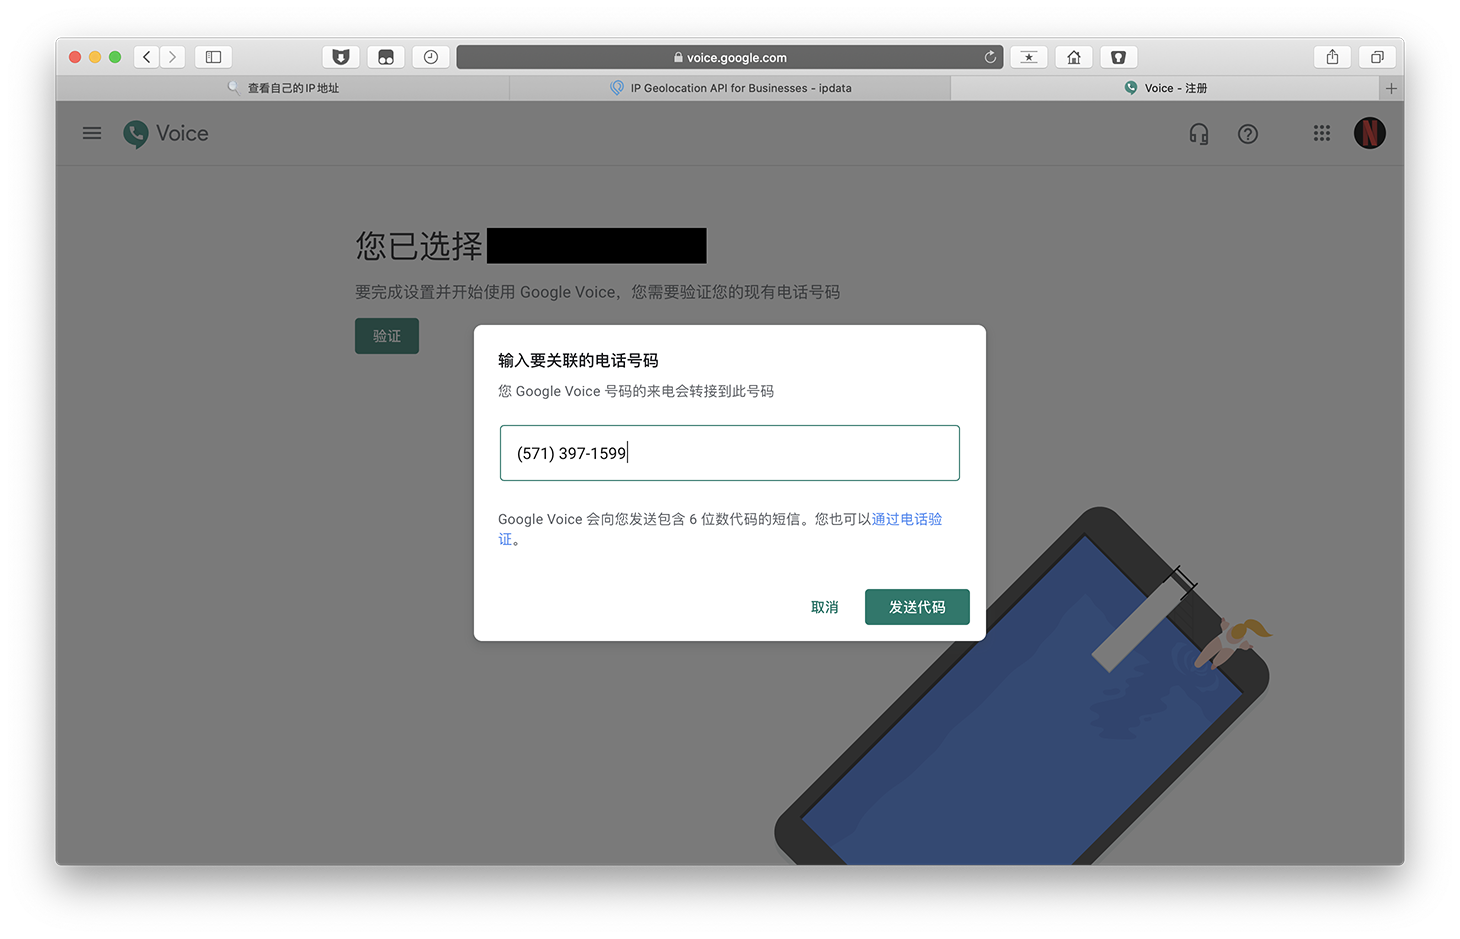 voice.google.com
查看自己的IP地址
IP Geolocation API for Businesses - ipdata
Voice - 注册
Voice
N
您已选择
要完成设置并开始使用 Google Voice，您需要验证您的现有电话号码
验证
输入要关联的电话号码
您 Google Voice 号码的来电会转接到此号码
(571) 397-1599
Google Voice 会向您发送包含 6 位数代码的短信。您也可以通过电话验
证。
取消
发送代码